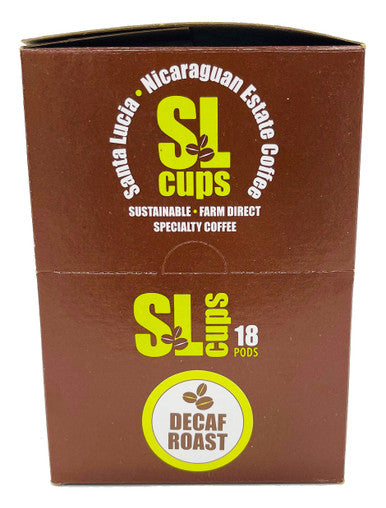 Santa Lucia • Nicaraguan Estate Coffee
SL
cups
SUSTAINABLE • FARM DIRECT
SPECIALTY COFFEE
SL cups 18
PODS
DECAF
ROAST